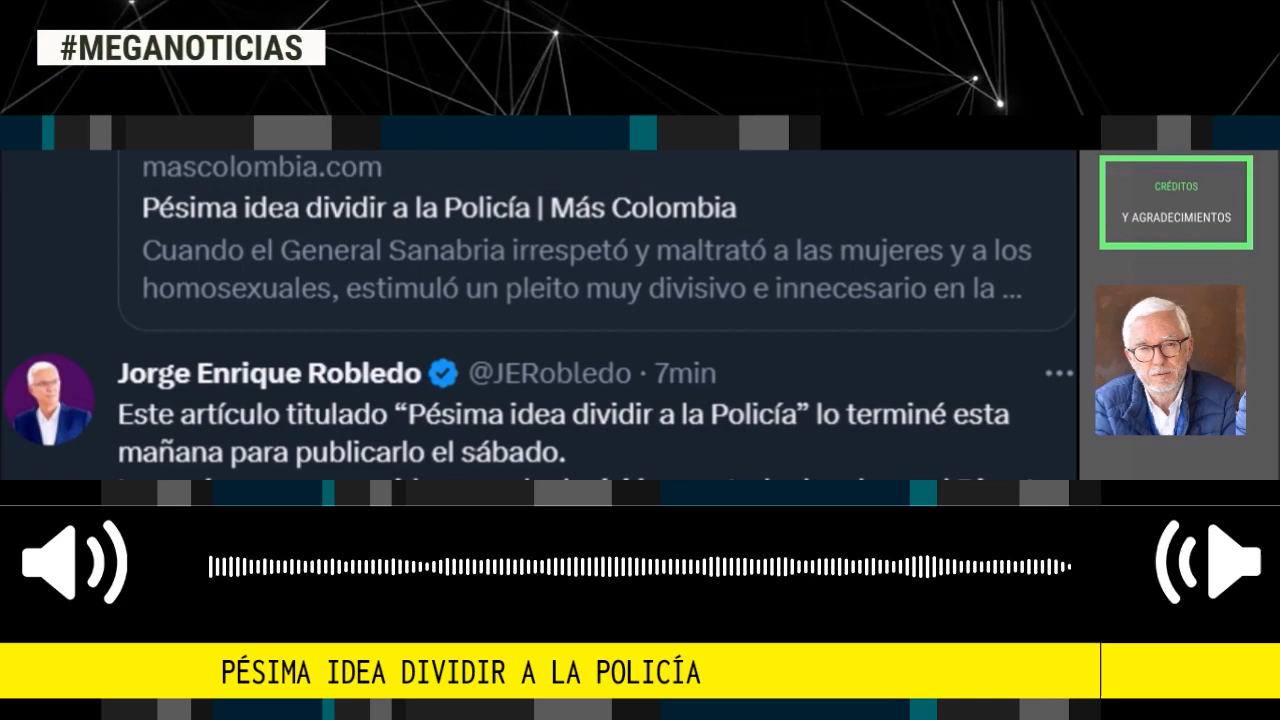 #MEGANOTICIAS
mascolombia.com
Pésima idea dividir a la Policía | Más Colombia
Cuando el General Sanabria irrespetó y maltrató a las mujeres y a los
homosexuales, estimuló un pleito muy divisivo e innecesario en la ...
Jorge Enrique Robledo @JERobledo · 7min
Este artículo titulado “Pésima idea dividir a la Policía” lo terminé esta
mañana para publicarlo el sábado.
CRÉDITOS
Y AGRADECIMIENTOS
PÉSIMA IDEA DIVIDIR A LA POLICÍA